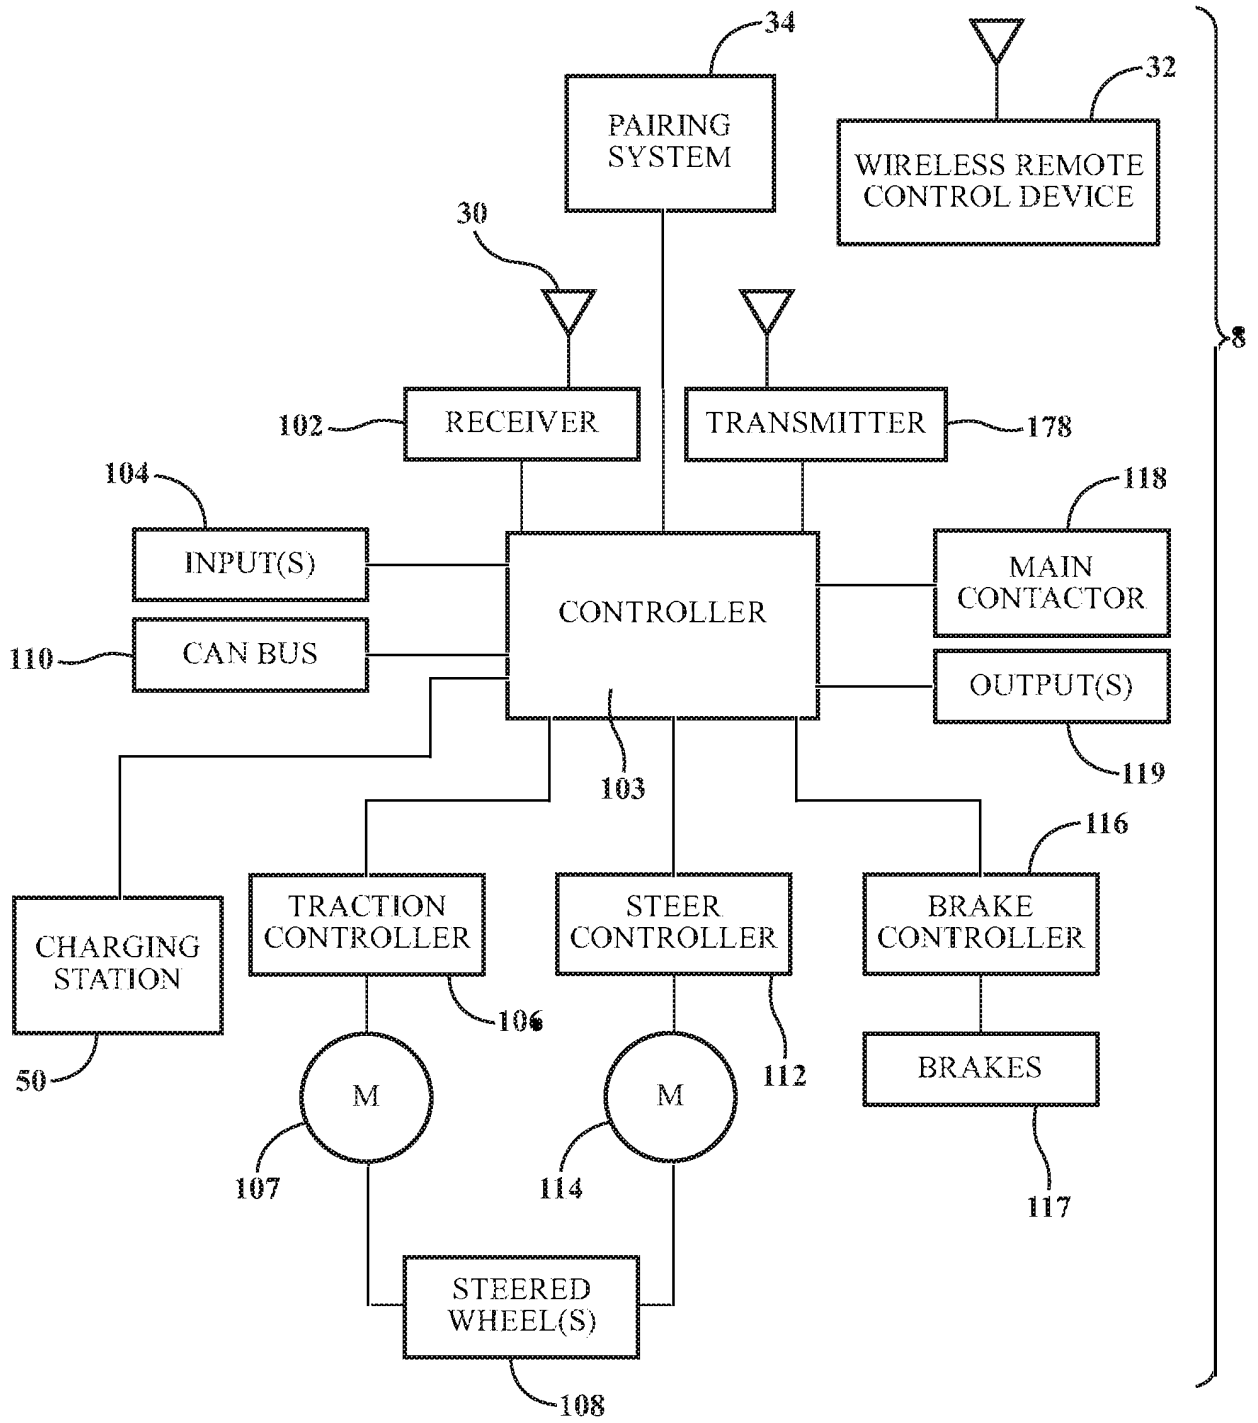 34
PAIRING
SYSTEM
32
WIRELESS REMOTE
CONTROL DEVICE
30
8
102
RECEIVER
TRANSMITTER
178
104
INPUT(S)
118
MAIN
CONTACTOR
CONTROLLER
110
CAN BUS
OUTPUT(S)
103
119
116
CHARGING
STATION
TRACTION
CONTROLLER
STEER
CONTROLLER
BRAKE
CONTROLLER
106
50
112
M
M
BRAKES
107
114
117
STEERED
WHEEL(S)
108